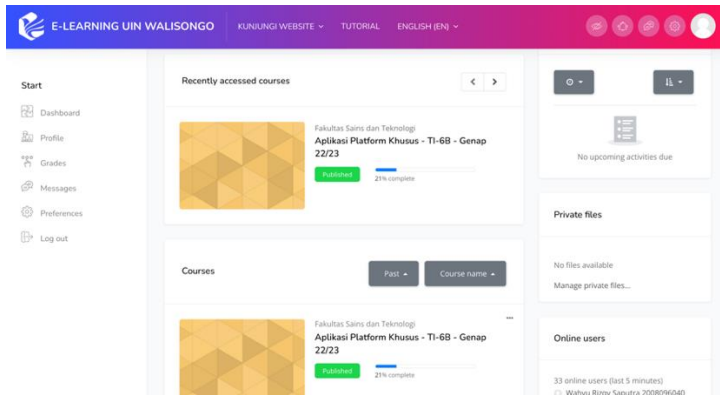 E-LEARNING UIN WALISONGO
KUNJUNGI WEBSITE
TUTORIAL
ENGLISH (EN)
Start
Dashboard
Profile
Grades
Messages
Preferences
Log out
Recently accessed courses
Fakultas Sains dan Teknologi
Aplikasi Platform Khusus - TI-6B - Genap
22/23
Published
21% complete
Courses
Past
Course name
Fakultas Sains dan Teknologi
Aplikasi Platform Khusus - TI-6B - Genap
22/23
Published
21% complete
No upcoming activities due
Private files
No files available
Manage private files...
Online users
33 online users (last 5 minutes)
Wahyu Rizqy Saputra 2008096040